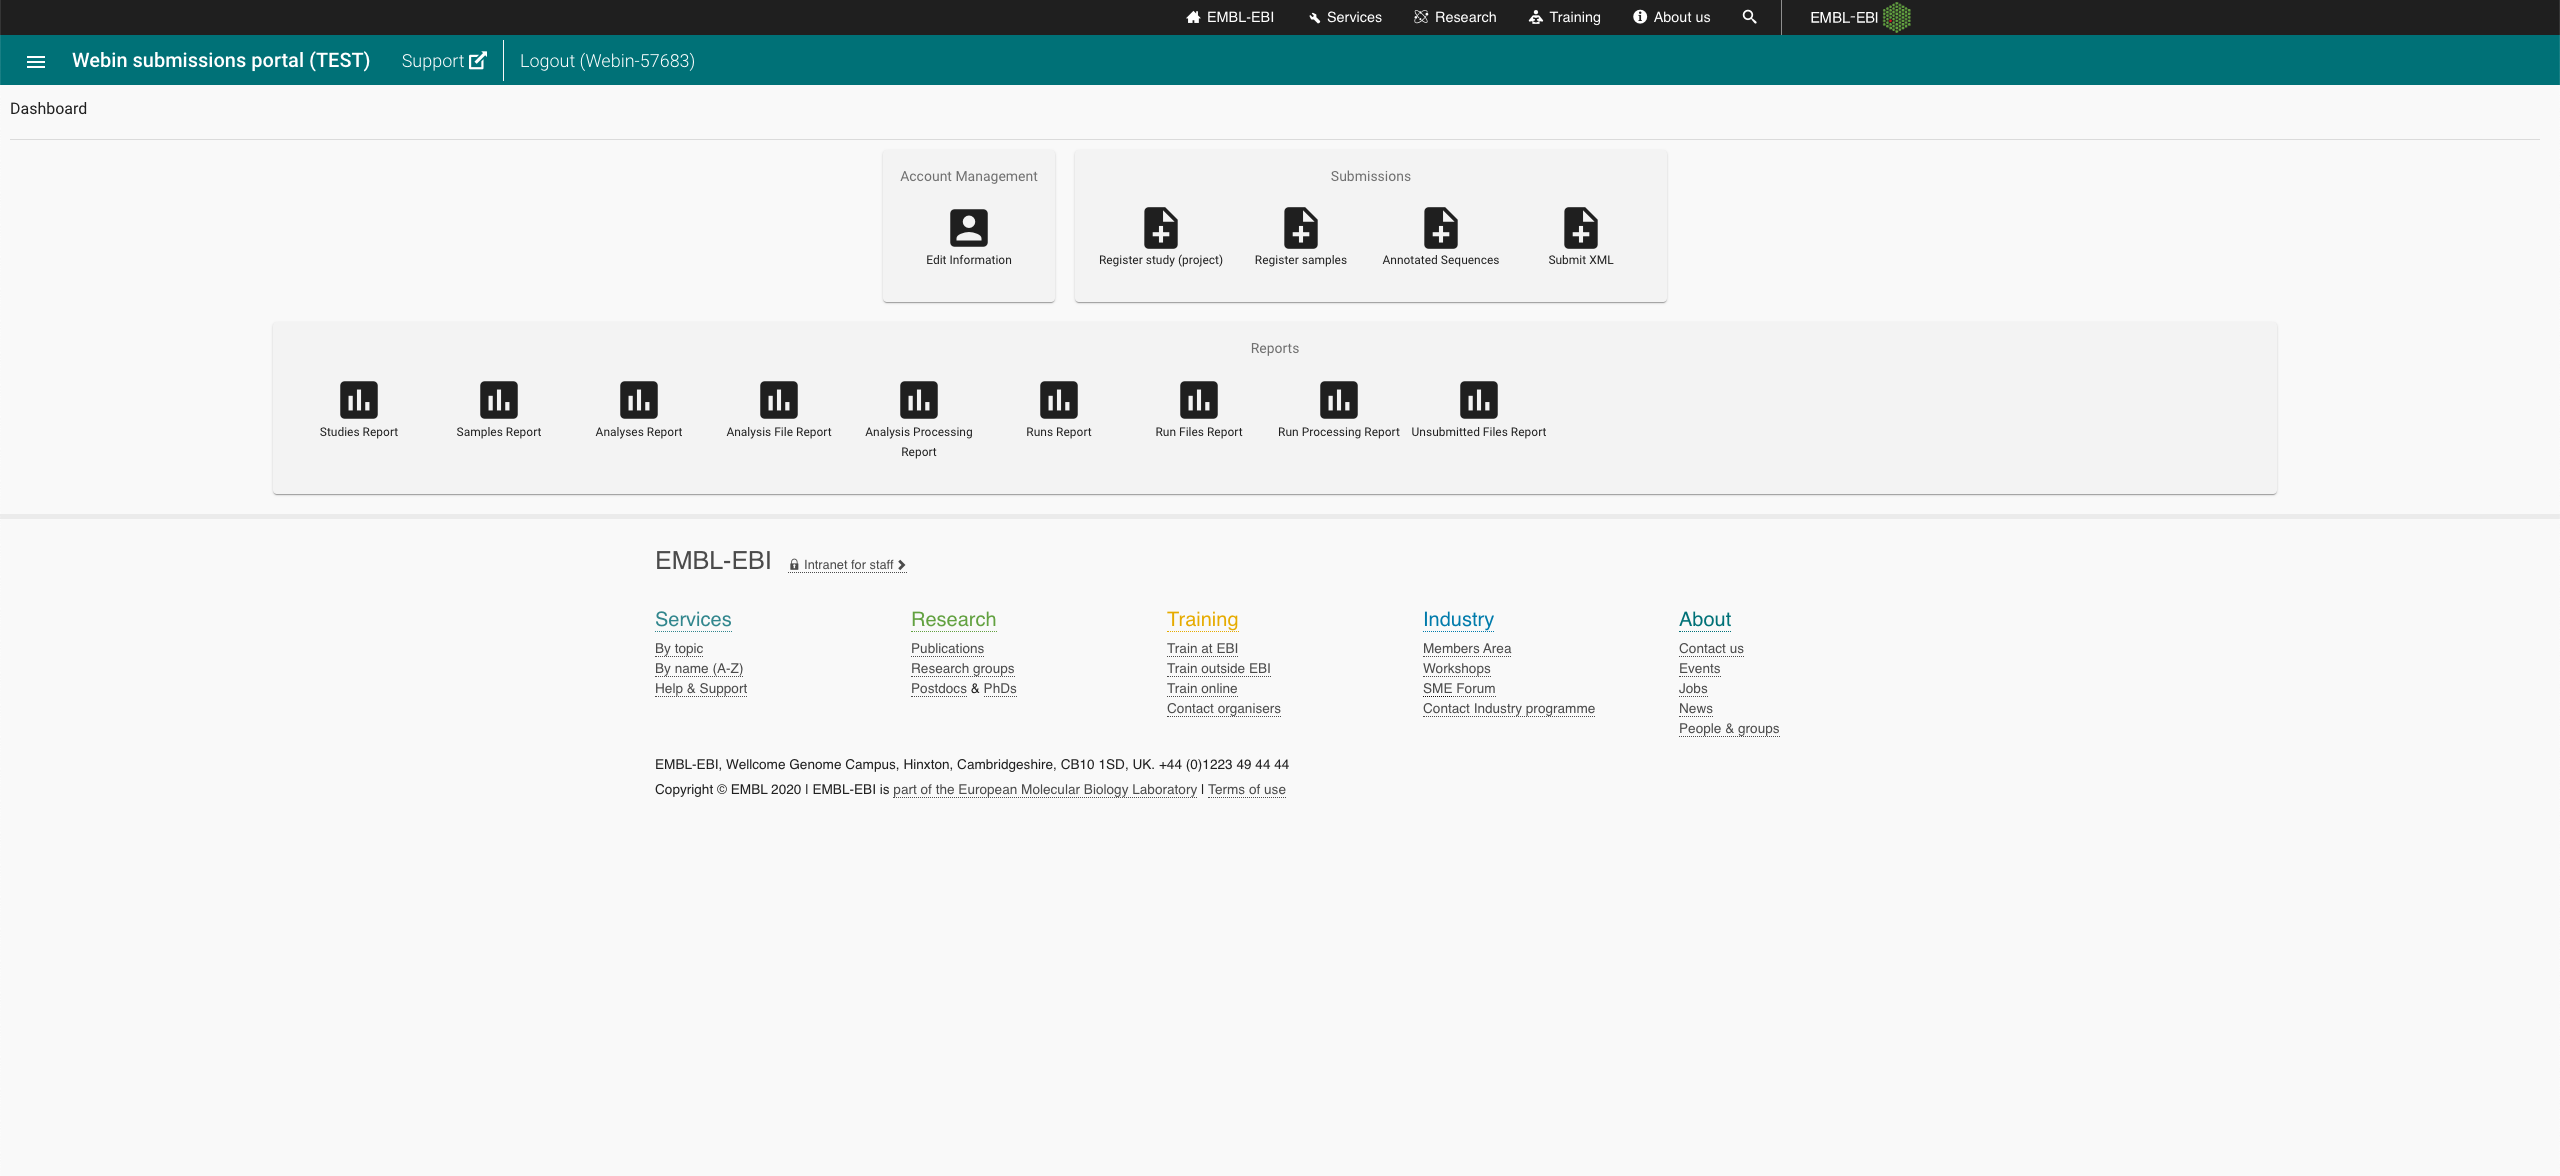 EMBL-EBI Services Research Training About us EMBL-EBI
Webin submissions portal (TEST) Support Logout (Webin-57683)
Dashboard
Account Management
Edit Information
Submissions
Register study (project) Register samples Annotated Sequences Submit XML
Reports
Studies Report Samples Report Analyses Report Analysis File Report Analysis Processing Report Runs Report Run Files Report Run Processing Report Unsubmitted Files Report
EMBL-EBI Intranet for staff
Services
By topic
By name (A-Z)
Help & Support
Research
Publications
Research groups
Postdocs & PhDs
Training
Train at EBI
Train outside EBI
Train online
Contact organisers
Industry
Members Area
Workshops
SME Forum
Contact Industry programme
About
Contact us
Events
Jobs
News
People & groups
EMBL-EBI, Wellcome Genome Campus, Hinxton, Cambridgeshire, CB10 1SD, UK. +44 (0)1223 49 44 44
Copyright © EMBL 2020 | EMBL-EBI is part of the European Molecular Biology Laboratory | Terms of use